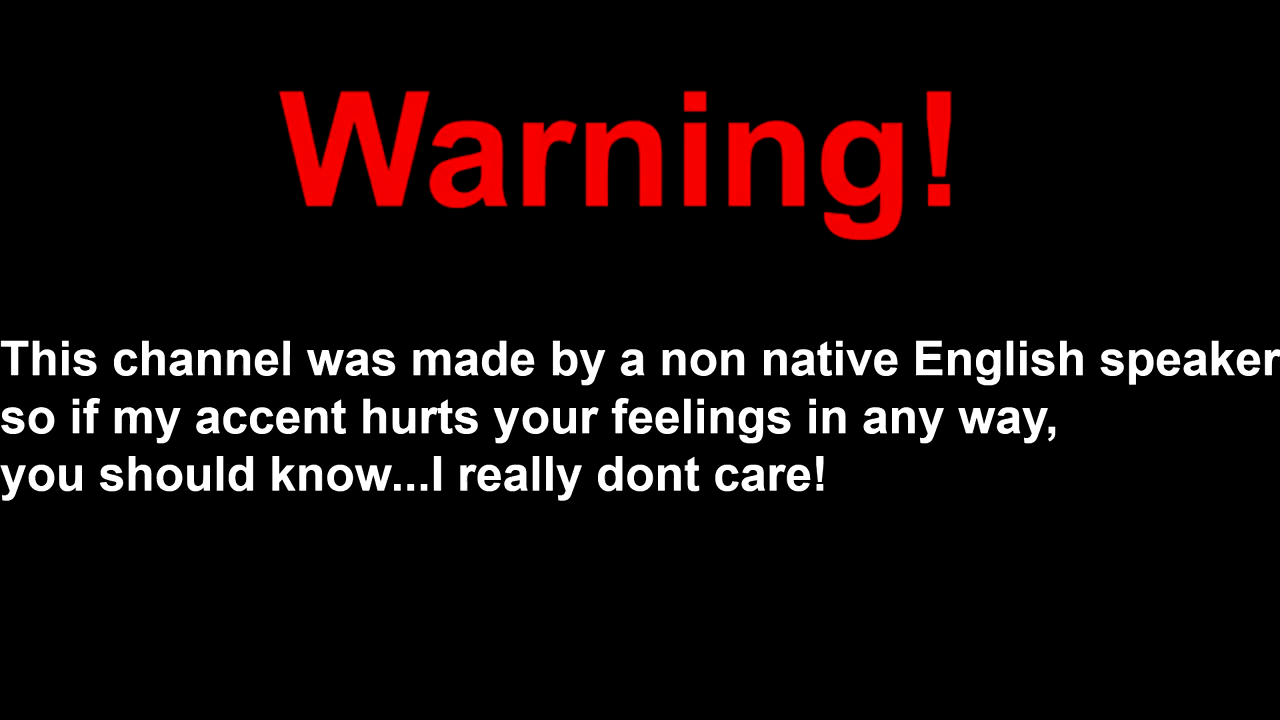 Warning!
This channel was made by a non native English speaker
so if my accent hurts your feelings in any way,
you should know...I really dont care!